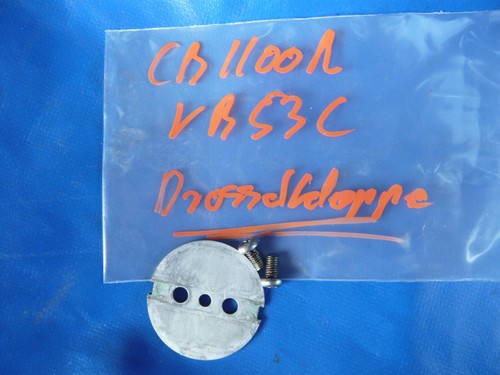 CB1100R
VB53C
Drosselklappe